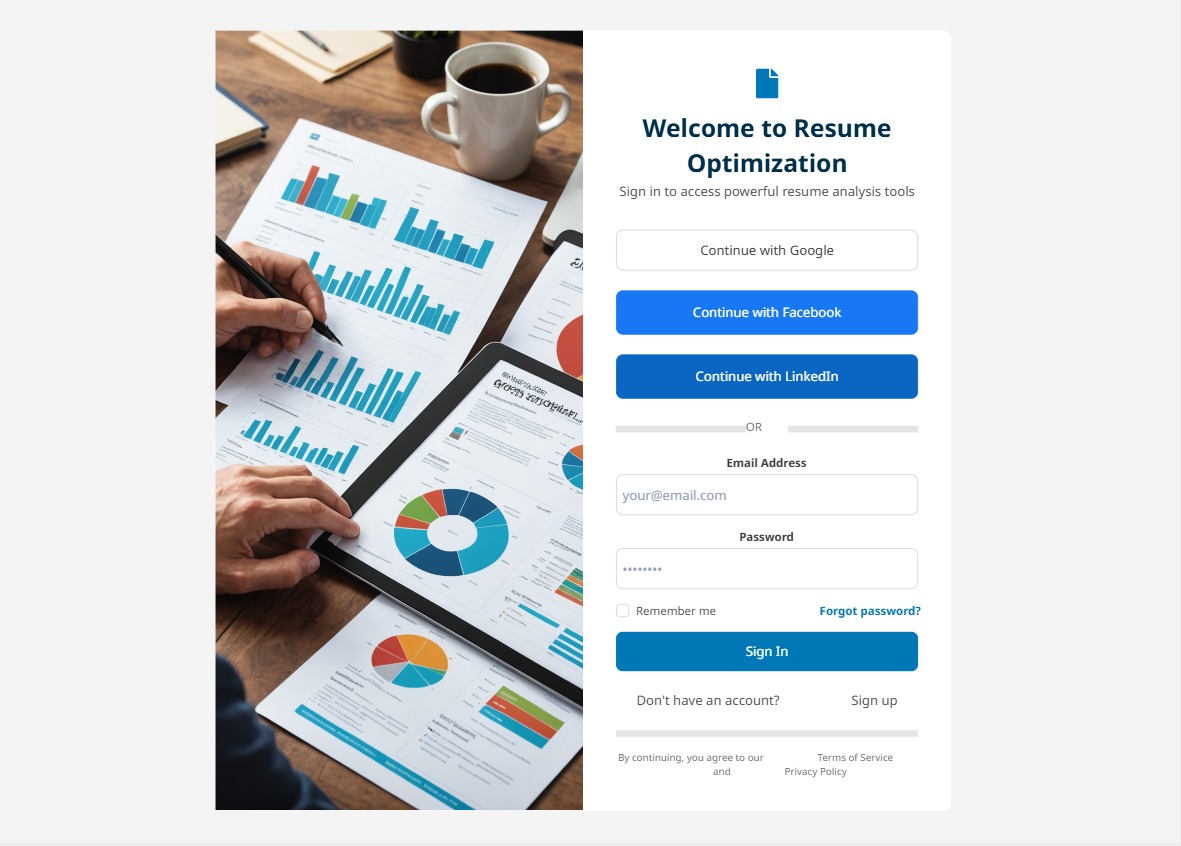 Welcome to Resume
Optimization
Sign in to access powerful resume analysis tools
Continue with Google
Continue with Facebook
Continue with LinkedIn
OR
Email Address
your@email.com
Password
••••••••
Remember me Forgot password?
Sign In
Don't have an account? Sign up
By continuing, you agree to our Terms of Service
and Privacy Policy